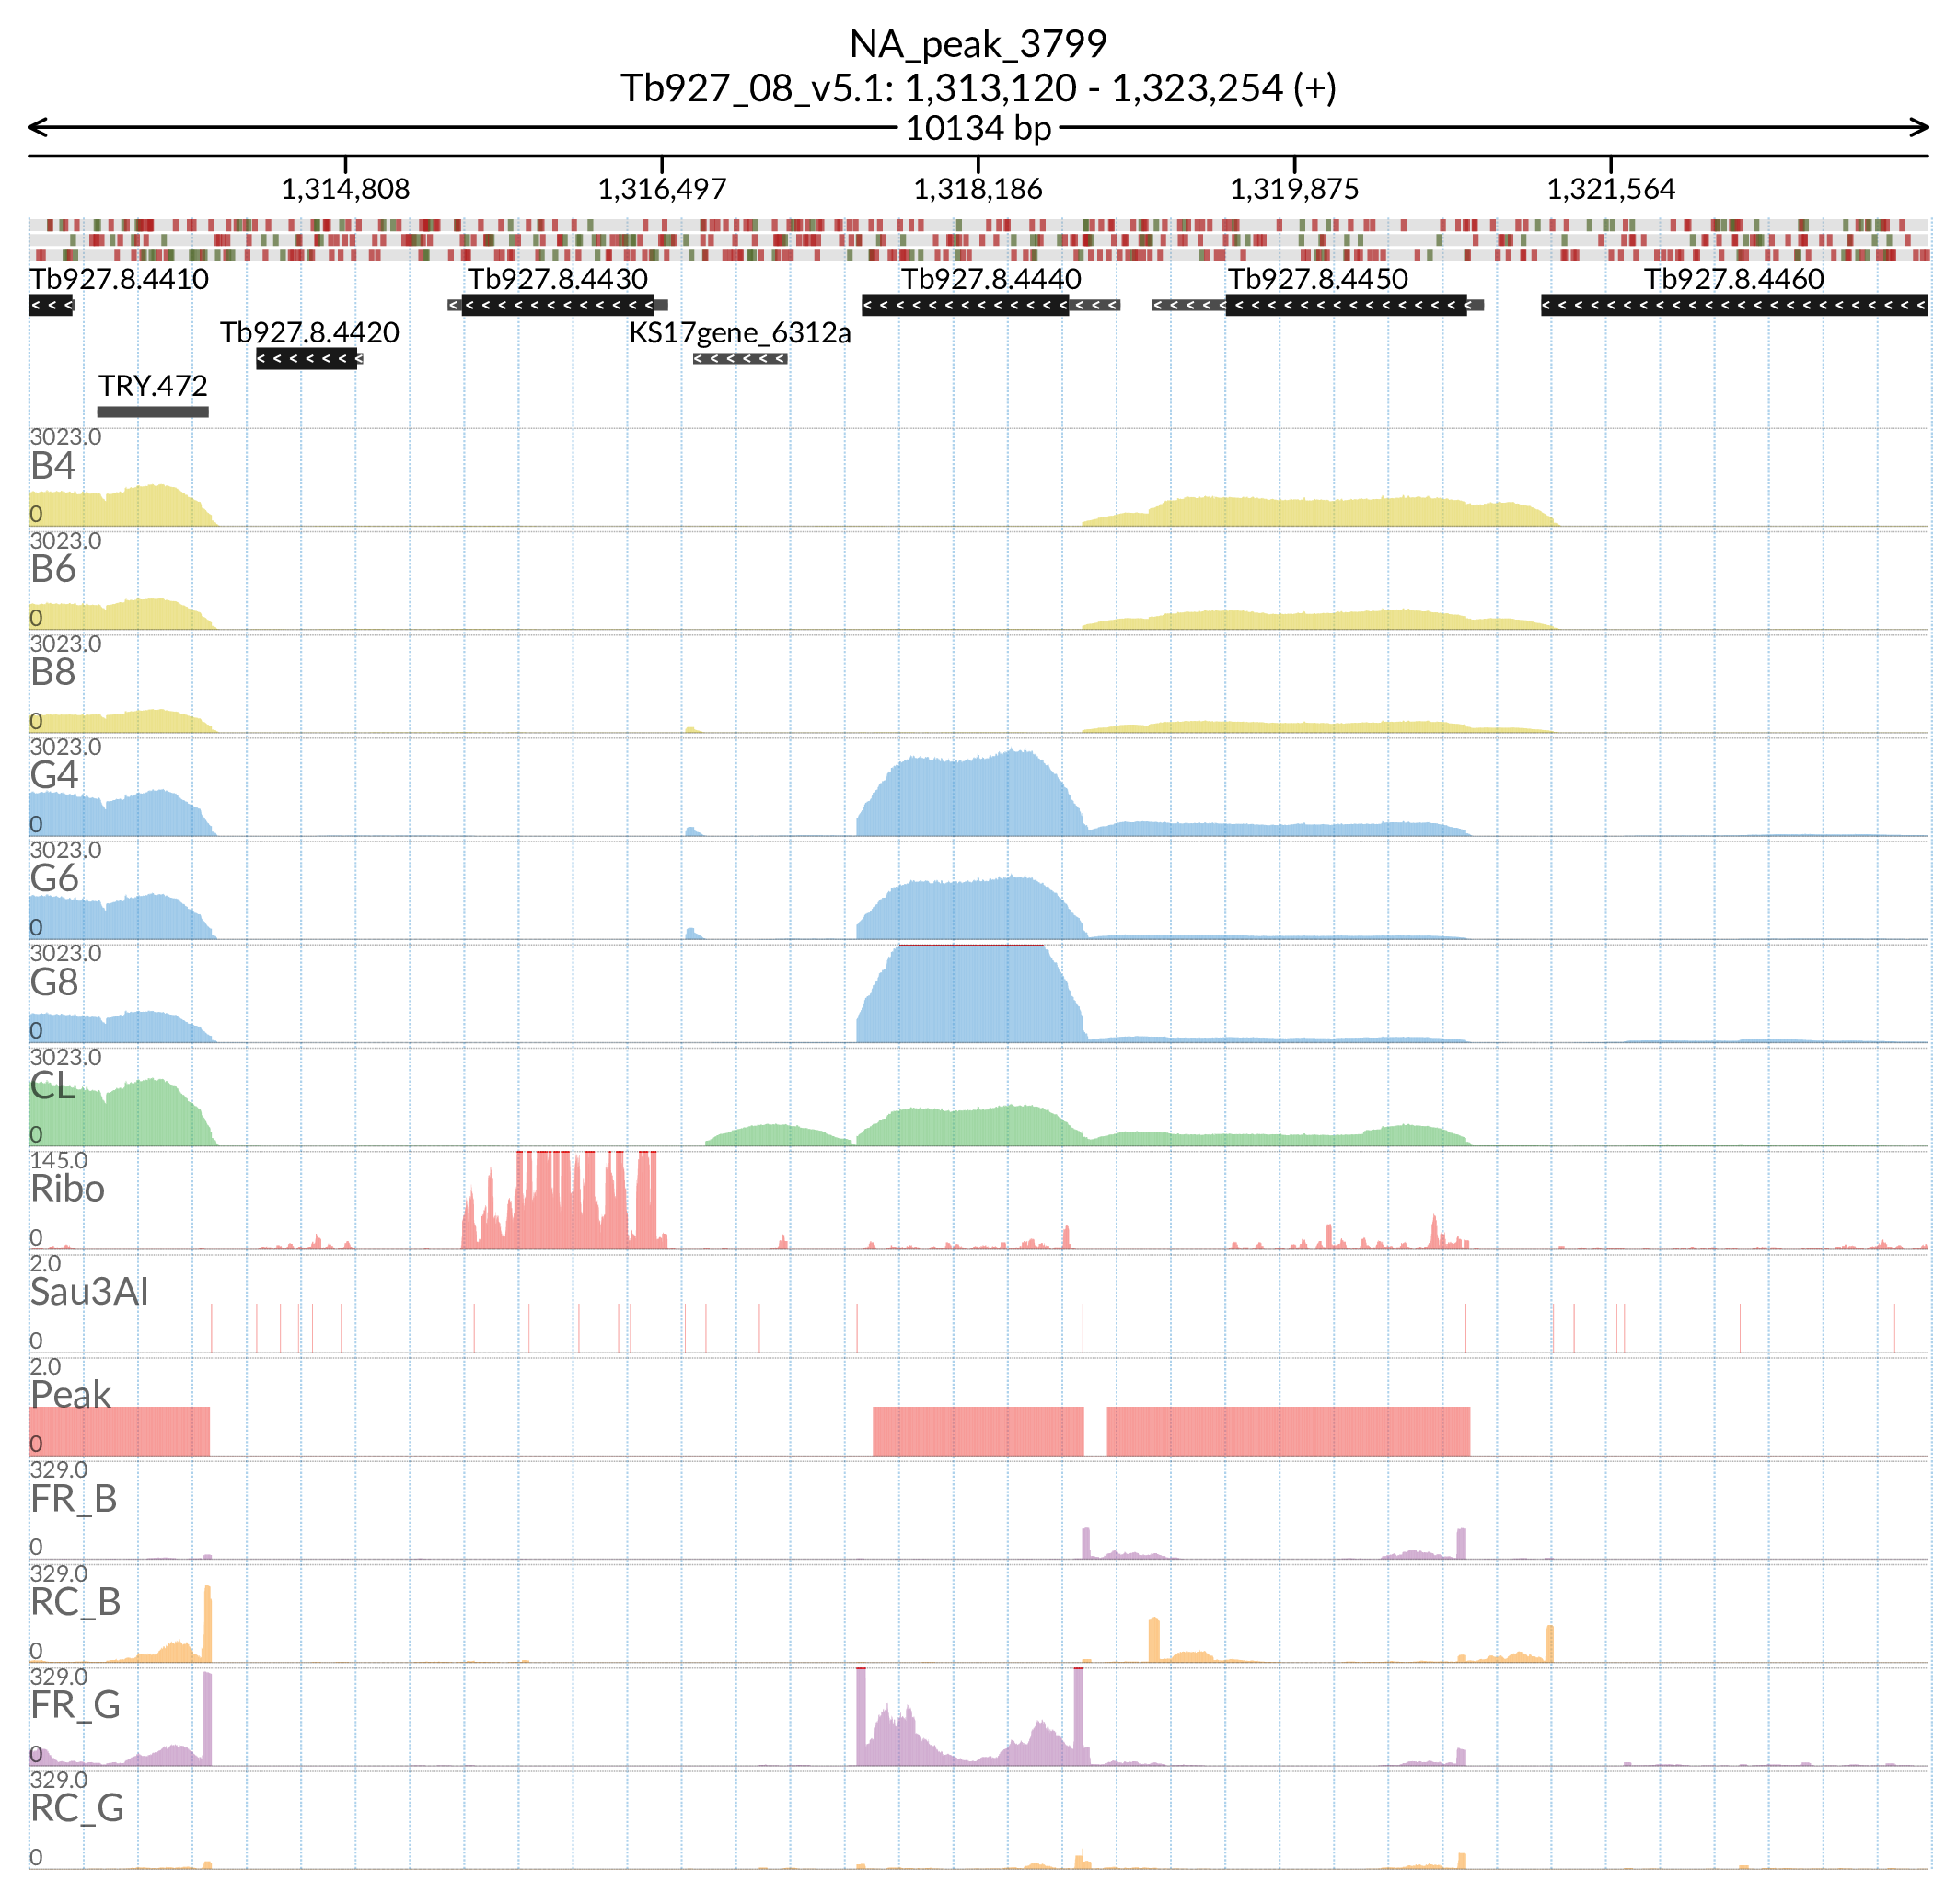 NA_peak_3799
Tb927_08_v5.1: 1,313,120 - 1,323,254 (+)
10134 bp
1,314,808 1,316,497 1,318,186 1,319,875 1,321,564
Tb927.8.4410 Tb927.8.4430 Tb927.8.4440 Tb927.8.4450 Tb927.8.4460
Tb927.8.4420 KS17gene_6312a
TRY.472
3023.0
B4
0
3023.0
B6
0
3023.0
B8
0
3023.0
G4
0
3023.0
G6
0
3023.0
G8
0
3023.0
CL
0
145.0
Ribo
0
2.0
Sau3AI
0
2.0
Peak
0
329.0
FR_B
0
329.0
RC_B
0
329.0
FR_G
0
329.0
RC_G
0